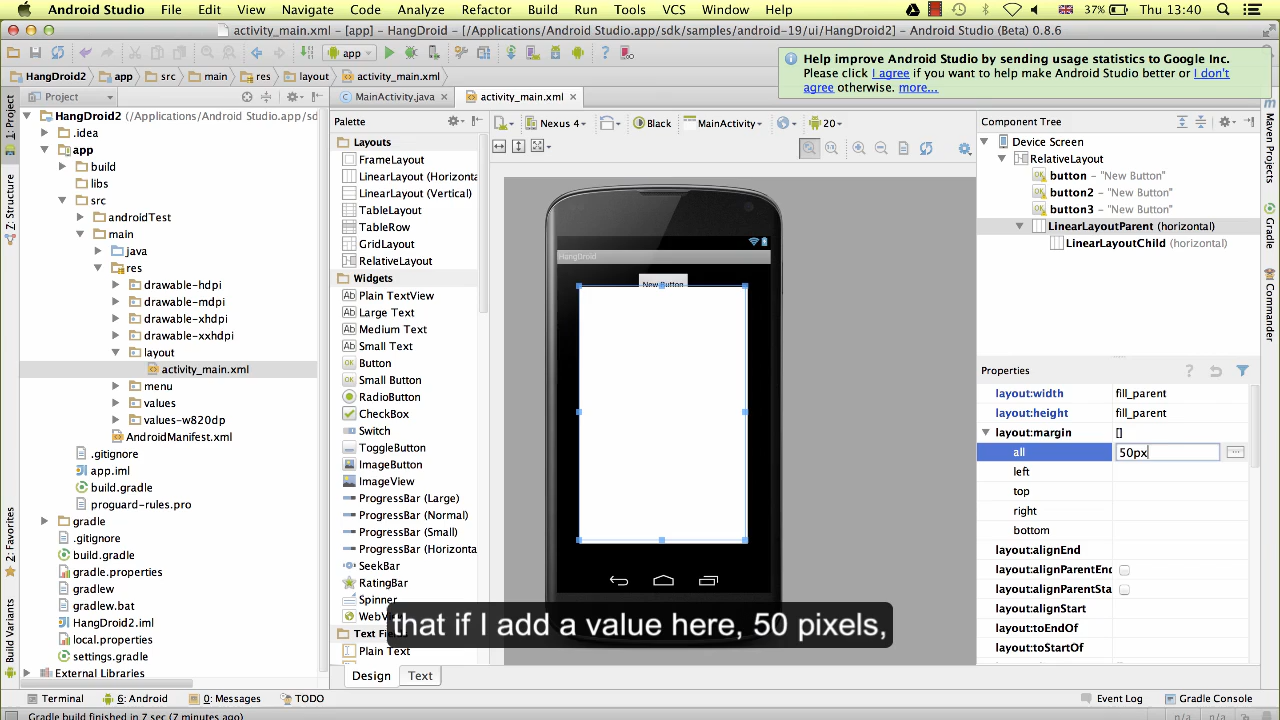 Android Studio File Edit View Navigate Code Analyze Refactor Build Run Tools VCS Window Help 37% Thu 13:40
activity_main.xml - [app] - HangDroid - [/Applications/Android Studio.app/sdk/samples/android-19/ui/HangDroid2] - Android Studio (Beta) 0.8.6
app
Help improve Android Studio by sending usage statistics to Google Inc.
Please click I agree if you want to help make Android Studio better or I don't
agree otherwise. more...
HangDroid2 app src main res layout activity_main.xml
Project
MainActivity.java
activity_main.xml
1: Project
Z: Structure
2: Favorites
Build Variants
HangDroid2 (/Applications/Android Studio.app/sd
.idea
app
build
libs
src
androidTest
main
java
res
drawable-hdpi
drawable-mdpi
drawable-xhdpi
drawable-xxhdpi
layout
activity_main.xml
menu
values
values-w820dp
AndroidManifest.xml
.gitignore
app.iml
build.gradle
proguard-rules.pro
gradle
.gitignore
build.gradle
gradle.properties
gradlew
gradlew.bat
HangDroid2.iml
local.properties
settings.gradle
External Libraries
Palette
Layouts
FrameLayout
LinearLayout (Horizonta
LinearLayout (Vertical)
TableLayout
TableRow
GridLayout
RelativeLayout
Widgets
Plain TextView
Large Text
Medium Text
Small Text
Button
Small Button
RadioButton
CheckBox
Switch
ToggleButton
ImageButton
ImageView
ProgressBar (Large)
ProgressBar (Normal)
ProgressBar (Small)
ProgressBar (Horizonta
SeekBar
RatingBar
Spinner
WebV
Text Fi
Plain Text
Nexus 4 Black MainActivity 20
HangDroid
New Button
that if I add a value here, 50 pixels,
Design Text
Component Tree
Device Screen
RelativeLayout
button - "New Button"
button2 - "New Button"
button3 - "New Button"
LinearLayoutParent (horizontal)
LinearLayoutChild (horizontal)
Properties
layout:width fill_parent
layout:height fill_parent
layout:margin []
all 50px
left
top
right
bottom
layout:alignEnd
layout:alignParentEnd
layout:alignParentSta
layout:alignStart
layout:toEndOf
layout:toStartOf
Maven Projects
Gradle
Commander
Terminal 6: Android 0: Messages TODO Event Log Gradle Console
Gradle build finished in 7 sec (7 minutes ago) n/a n/a